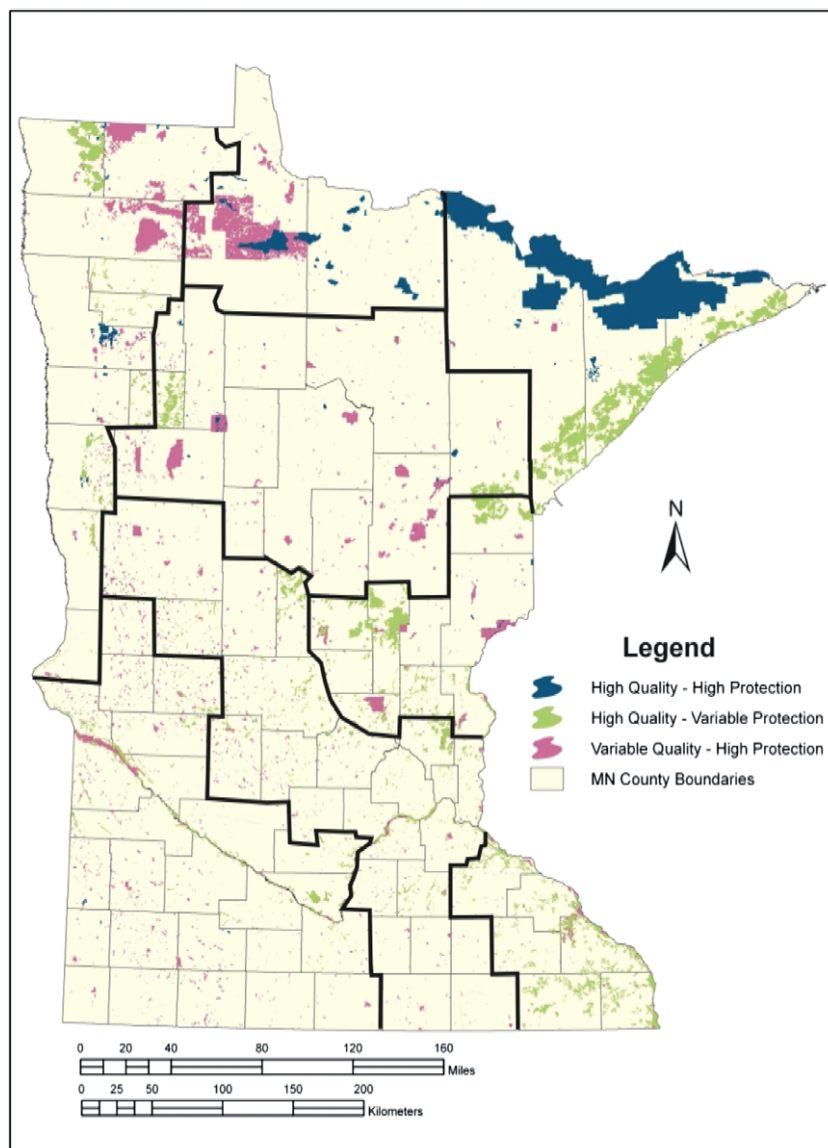 N
Legend
High Quality - High Protection
High Quality - Variable Protection
Variable Quality - High Protection
MN County Boundaries
0 20 40 80 120 160
Miles
0 25 50 100 150 200
Kilometers